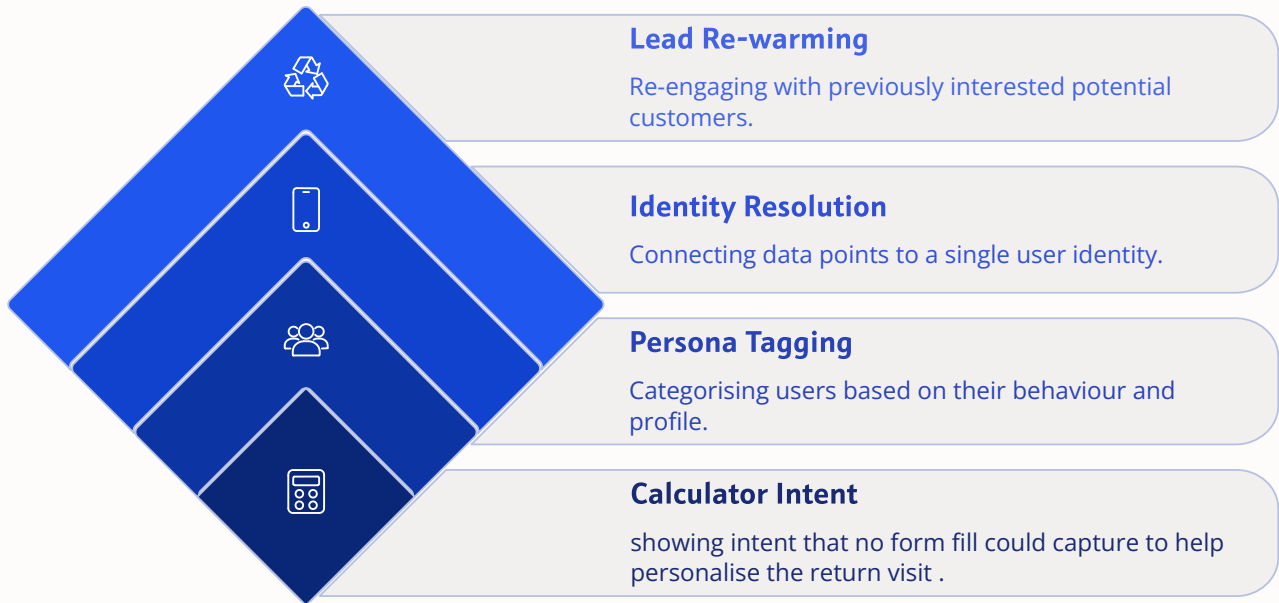 Lead Re-warming
Re-engaging with previously interested potential
customers.
Identity Resolution
Connecting data points to a single user identity.
Persona Tagging
Categorising users based on their behaviour and
profile.
Calculator Intent
showing intent that no form fill could capture to help
personalise the return visit .